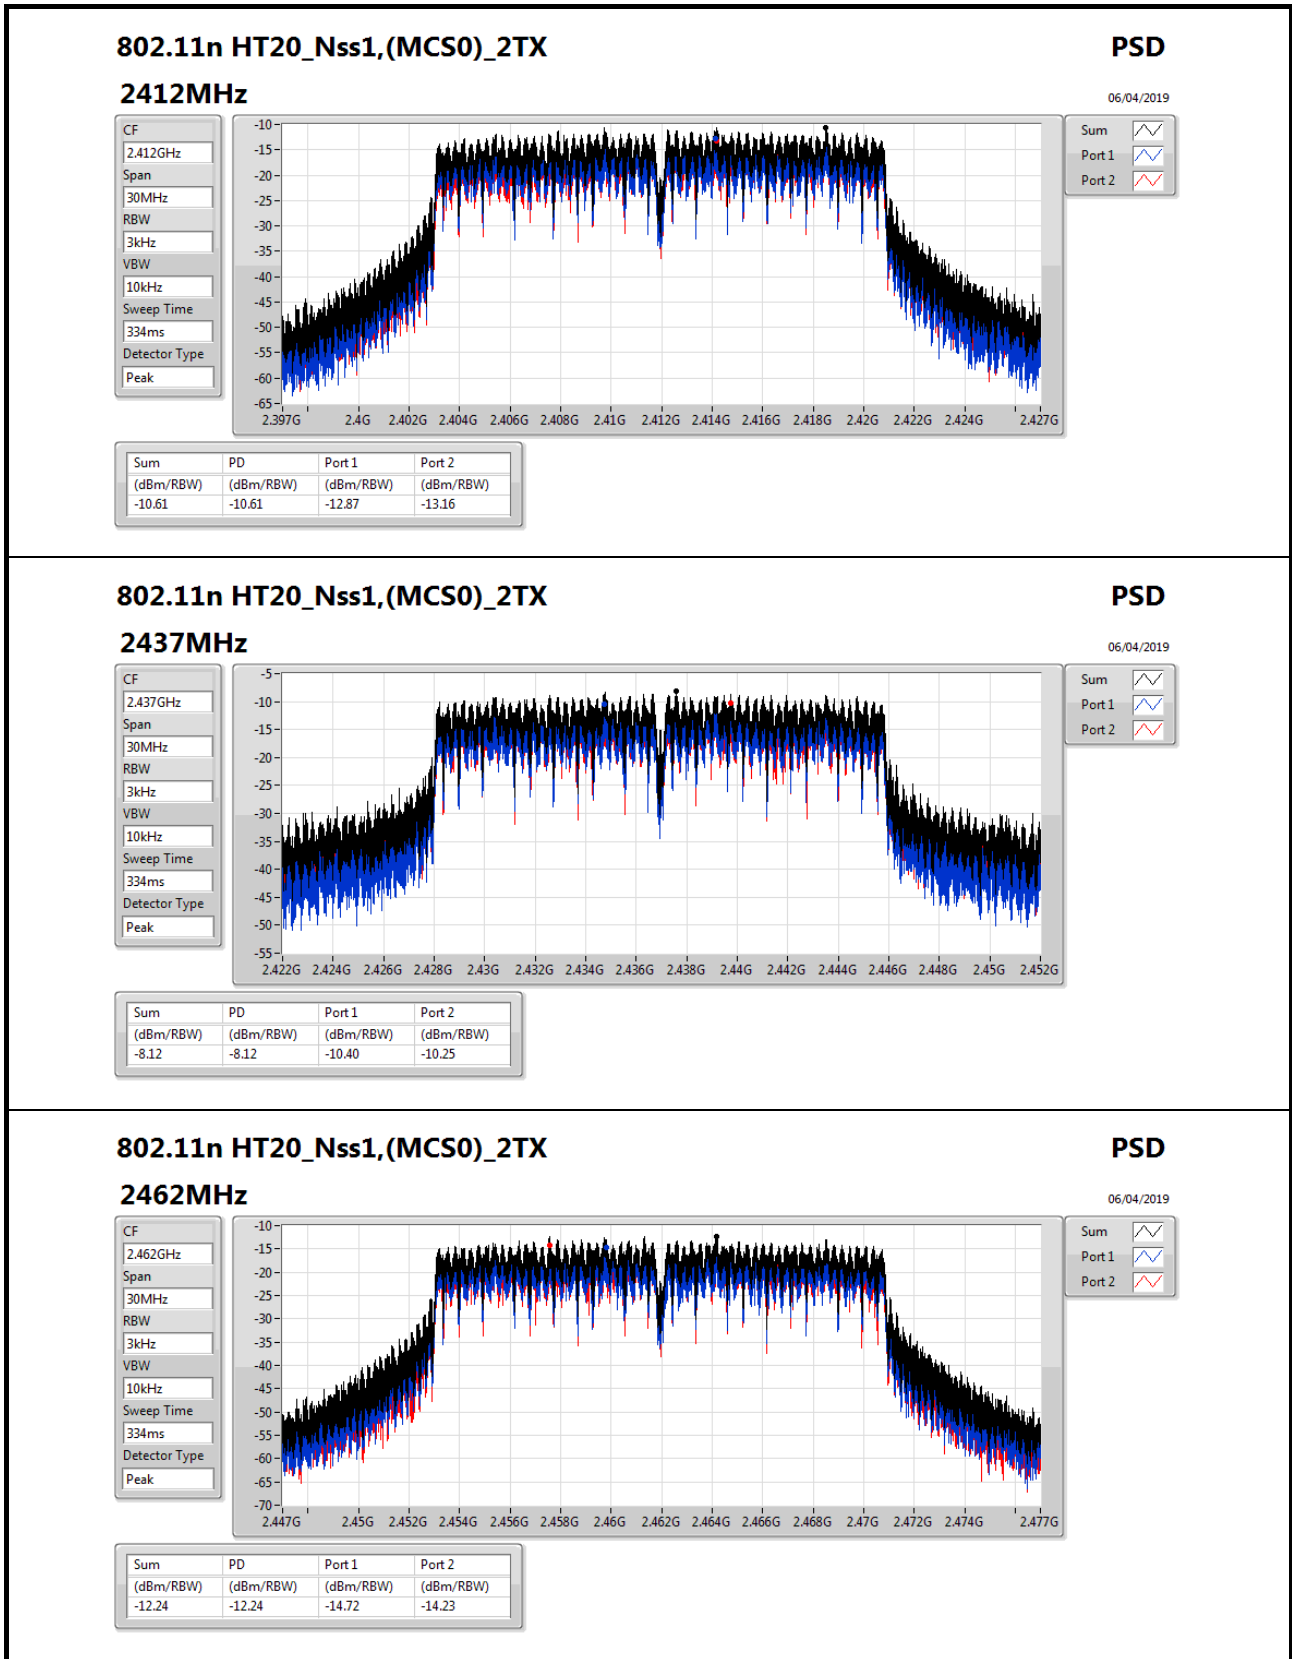 802.11n HT20_Nss1,(MCS0)_2TX PSD
2412MHz
06/04/2019
CF
2.412GHz
Span
30MHz
RBW
3kHz
VBW
10kHz
Sweep Time
334ms
Detector Type
Peak
-10
-15
-20
-25
-30
-35
-40
-45
-50
-55
-60
-65
2.397G 2.4G 2.402G 2.404G 2.406G 2.408G 2.41G 2.412G 2.414G 2.416G 2.418G 2.42G 2.422G 2.424G 2.427G
Sum
Port 1
Port 2
Sum PD Port 1 Port 2
(dBm/RBW) (dBm/RBW) (dBm/RBW) (dBm/RBW)
-10.61 -10.61 -12.87 -13.16
802.11n HT20_Nss1,(MCS0)_2TX PSD
2437MHz
06/04/2019
CF
2.437GHz
Span
30MHz
RBW
3kHz
VBW
10kHz
Sweep Time
334ms
Detector Type
Peak
-5
-10
-15
-20
-25
-30
-35
-40
-45
-50
-55
2.422G 2.424G 2.426G 2.428G 2.43G 2.432G 2.434G 2.436G 2.438G 2.44G 2.442G 2.444G 2.446G 2.448G 2.45G 2.452G
Sum
Port 1
Port 2
Sum PD Port 1 Port 2
(dBm/RBW) (dBm/RBW) (dBm/RBW) (dBm/RBW)
-8.12 -8.12 -10.40 -10.25
802.11n HT20_Nss1,(MCS0)_2TX PSD
2462MHz
06/04/2019
CF
2.462GHz
Span
30MHz
RBW
3kHz
VBW
10kHz
Sweep Time
334ms
Detector Type
Peak
-10
-15
-20
-25
-30
-35
-40
-45
-50
-55
-60
-65
-70
2.447G 2.45G 2.452G 2.454G 2.456G 2.458G 2.46G 2.462G 2.464G 2.466G 2.468G 2.47G 2.472G 2.474G 2.477G
Sum
Port 1
Port 2
Sum PD Port 1 Port 2
(dBm/RBW) (dBm/RBW) (dBm/RBW) (dBm/RBW)
-12.24 -12.24 -14.72 -14.23